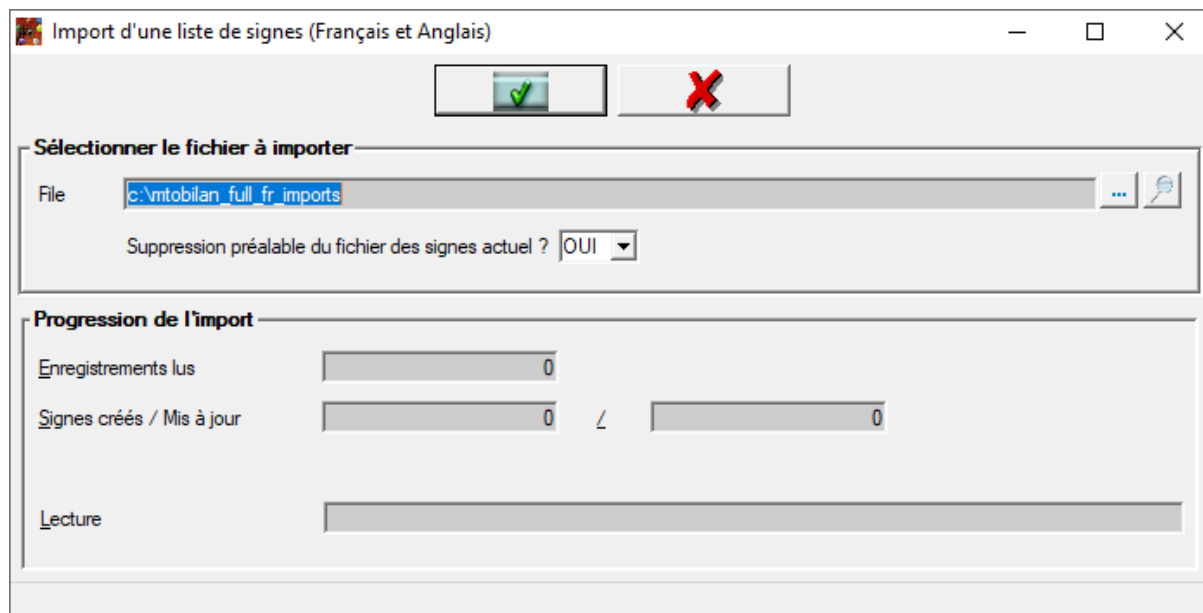 Import d'une liste de signes (Français et Anglais)
Sélectionner le fichier à importer
File c:\mtobilan_full_fr_imports ...
Suppression préalable du fichier des signes actuel ? OUI
Progression de l'import
Enregistrements lus 0
Signes créés / Mis à jour 0 / 0
Lecture